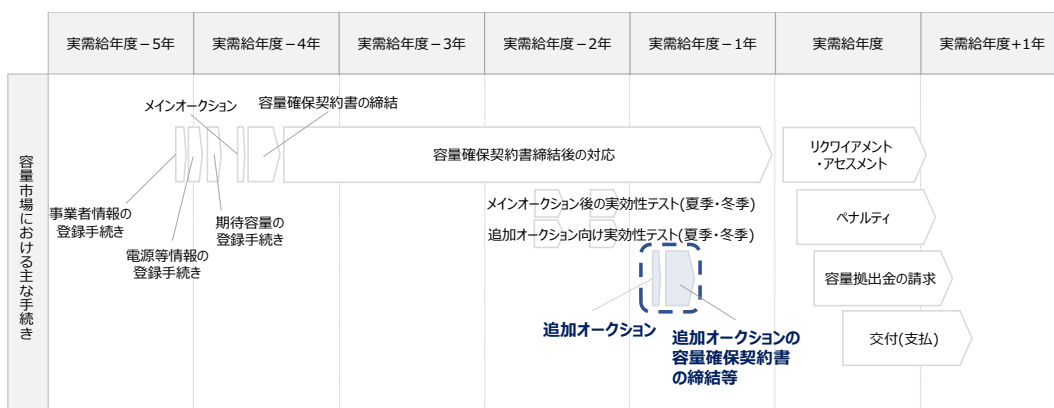 実需給年度－5年
実需給年度－4年
実需給年度－3年
実需給年度－2年
実需給年度－1年
実需給年度
実需給年度+1年
容量市場における主な手続き
メインオークション
容量確保契約書の締結
容量確保契約書締結後の対応
リクワイアメント
・アセスメント
事業者情報の
登録手続き
期待容量の
登録手続き
電源等情報の
登録手続き
メインオークション後の実効性テスト(夏季・冬季)
追加オークション向け実効性テスト(夏季・冬季)
ペナルティ
容量拠出金の請求
追加オークション
追加オークションの
容量確保契約書
の締結等
交付(支払)